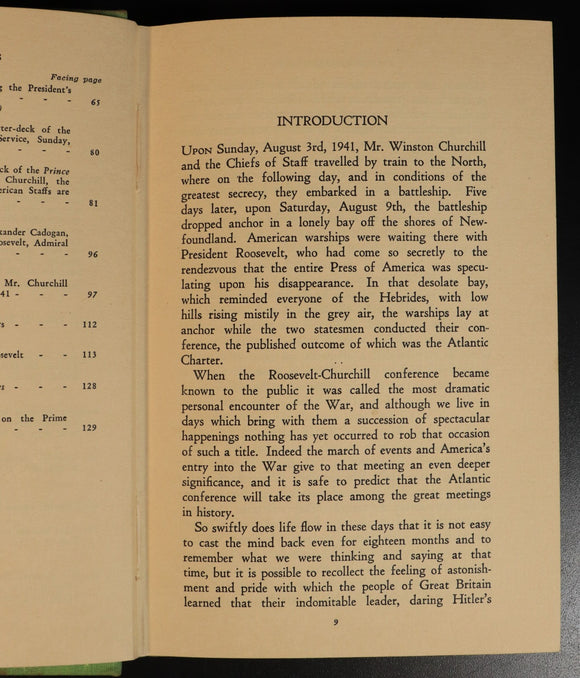 s
Facing page
g the President's
- - - 65
)
ter-deck of the
Service, Sunday,
- - - 80
ck of the Prince
Churchill, the
erican Staffs are
- - - 81
xander Cadogan,
osevelt, Admiral
- - - 96
Mr. Churchill
41 - - - 97
s - - - 112
sevelt - - 113
s - - - 128
on the Prime
- - - 129
INTRODUCTION
UPON Sunday, August 3rd, 1941, Mr. Winston Churchill
and the Chiefs of Staff travelled by train to the North,
where on the following day, and in conditions of the
greatest secrecy, they embarked in a battleship. Five
days later, upon Saturday, August 9th, the battleship
dropped anchor in a lonely bay off the shores of New-
foundland. American warships were waiting there with
President Roosevelt, who had come so secretly to the
rendezvous that the entire Press of America was specu-
lating upon his disappearance. In that desolate bay,
which reminded everyone of the Hebrides, with low
hills rising mistily in the grey air, the warships lay at
anchor while the two statesmen conducted their con-
ference, the published outcome of which was the Atlantic
Charter.
When the Roosevelt-Churchill conference became
known to the public it was called the most dramatic
personal encounter of the War, and although we live in
days which bring with them a succession of spectacular
happenings nothing has yet occurred to rob that occasion
of such a title. Indeed the march of events and America's
entry into the War give to that meeting an even deeper
significance, and it is safe to predict that the Atlantic
conference will take its place among the great meetings
in history.
So swiftly does life flow in these days that it is not easy
to cast the mind back even for eighteen months and to
remember what we were thinking and saying at that
time, but it is possible to recollect the feeling of astonish-
ment and pride with which the people of Great Britain
learned that their indomitable leader, daring Hitler's
9